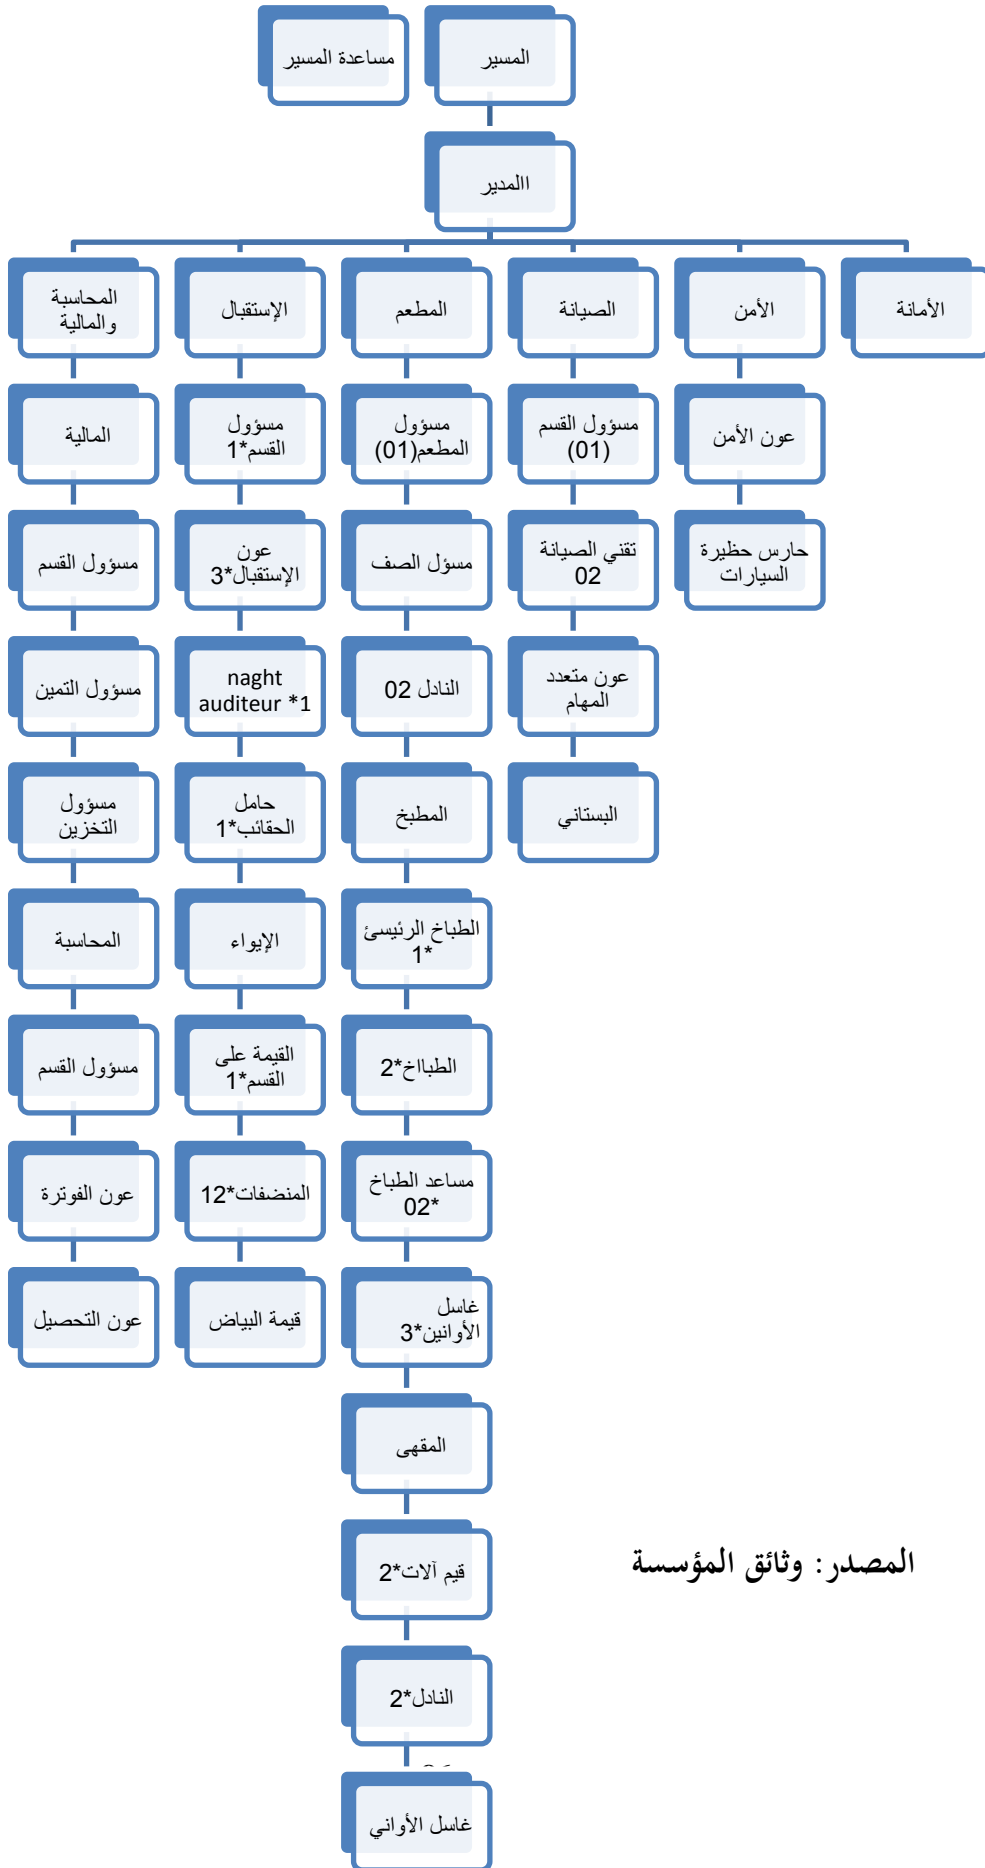 المسير
مساعدة المسير
االمدير
الأمانة
الأمن
الصيانة
المطعم
الإستقبال
المحاسبة
والمالية
عون الأمن
مسؤول القسم
(01)
مسؤول
المطعم(01)
مسؤول
القسم*1
المالية
حارس حظيرة
السيارات
تقني الصيانة
02
مسؤل الصف
عون
الإستقبال*3
مسؤول القسم
عون متعدد
المهام
النادل 02
naght
auditeur *1
مسؤول التمين
البستاني
المطبخ
حامل
الحقائب*1
مسؤول
التخزين
الطباخ الرئيسئ
*1
الإيواء
المحاسبة
الطبااخ*2
القيمة على
القسم*1
مسؤول القسم
مساعد الطباخ
*02
المنضفات*12
عون الفوترة
غاسل
الأوانين*3
قيمة البياض
عون التحصيل
المقهى
قيم آلات*2
المصدر: وثائق المؤسسة
النادل*2
غاسل الأواني